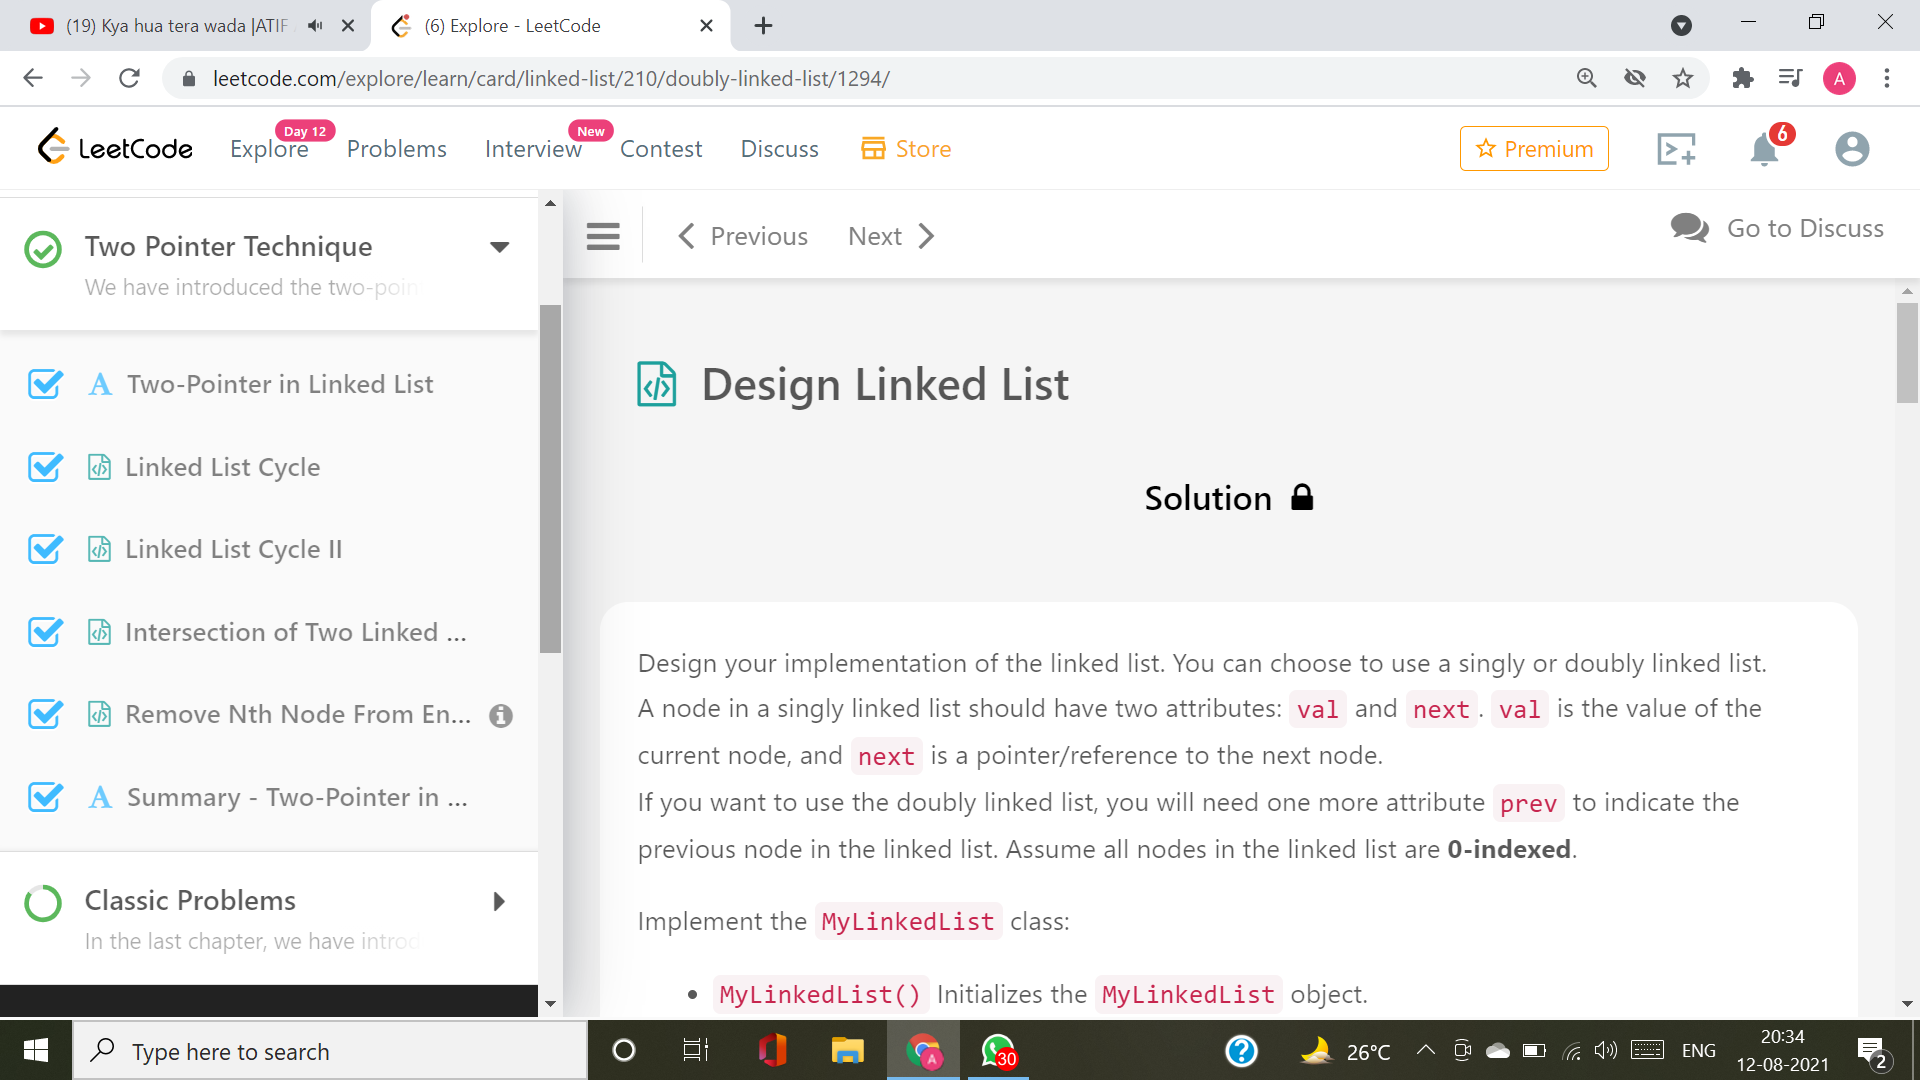 (19) Kya hua tera wada |ATIF
(6) Explore - LeetCode
leetcode.com/explore/learn/card/linked-list/210/doubly-linked-list/1294/
A
LeetCode
Explore
Day 12
Problems
Interview
New
Contest
Discuss
Store
Premium
6
Two Pointer Technique
We have introduced the two-poin
A Two-Pointer in Linked List
Linked List Cycle
Linked List Cycle II
Intersection of Two Linked ...
Remove Nth Node From En...
A Summary - Two-Pointer in ...
Classic Problems
In the last chapter, we have introd
Previous
Next
Go to Discuss
Design Linked List
Solution
Design your implementation of the linked list. You can choose to use a singly or doubly linked list.
A node in a singly linked list should have two attributes: val and next. val is the value of the
current node, and next is a pointer/reference to the next node.
If you want to use the doubly linked list, you will need one more attribute prev to indicate the
previous node in the linked list. Assume all nodes in the linked list are 0-indexed.
Implement the MyLinkedList class:
• MyLinkedList() Initializes the MyLinkedList object.
Type here to search
A
30
26°C
ENG
20:34
12-08-2021
2